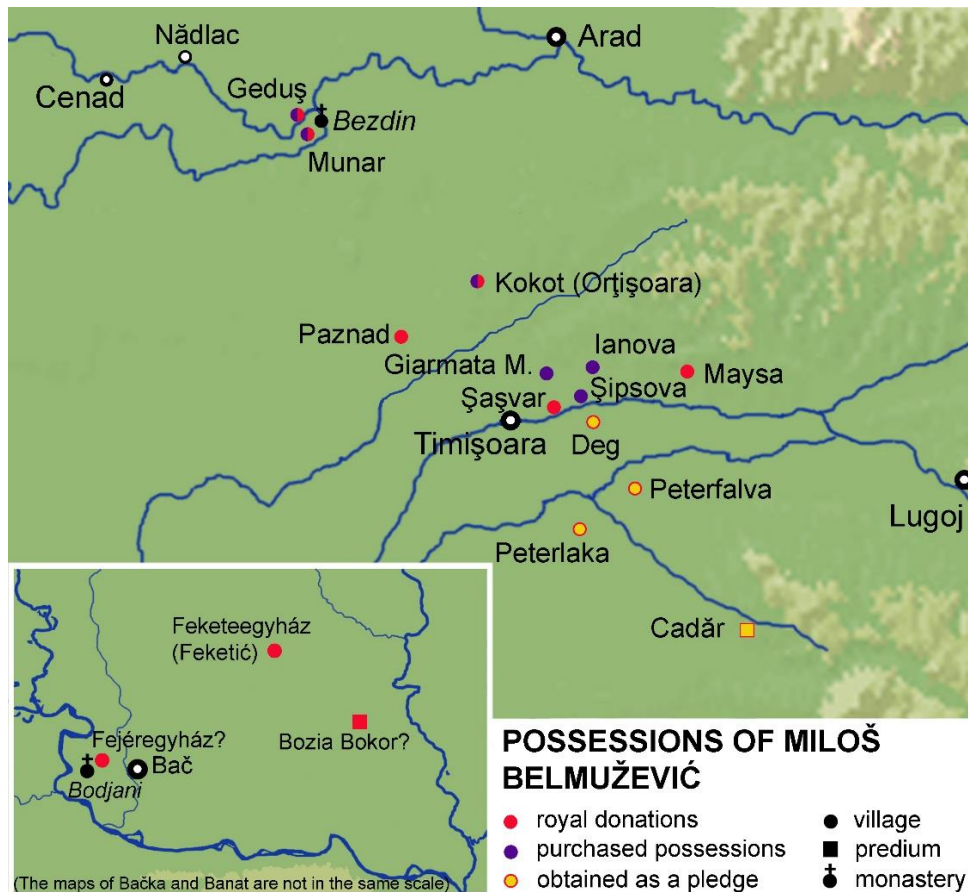 Nădlac
Arad
Cenad
Geduş
Bezdin
Munar
Kokot (Orţişoara)
Paznad
Ianova
Giarmata M.
Maysa
Şipsova
Şaşvar
Timişoara
Deg
Peterfalva
Lugoj
Peterlaka
Cadăr
Feketeegyház
(Feketić)
Bozia Bokor?
Fejéregyház?
Bač
Bodjani
(The maps of Bačka and Banat are not in the same scale)
POSSESSIONS OF MILOŠ
BELMUŽEVIĆ
royal donations
purchased possessions
obtained as a pledge
village
predium
monastery